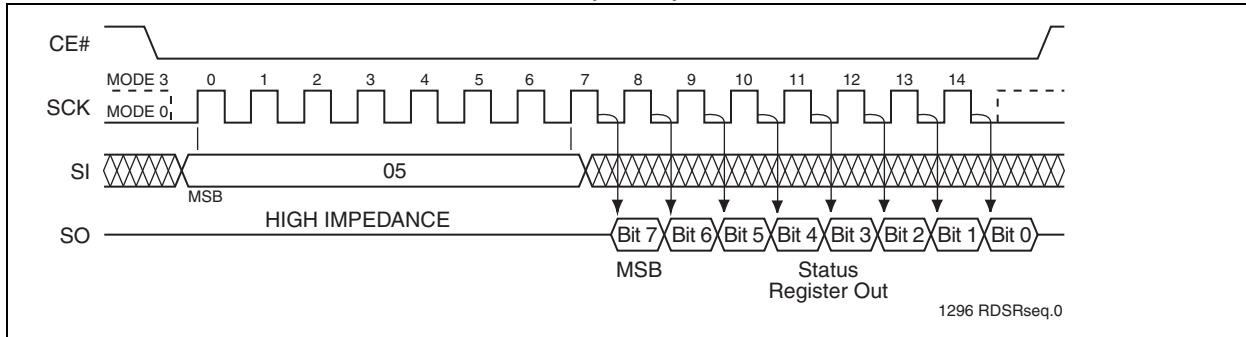 CE#
MODE 3 0 1 2 3 4 5 6 7 8 9 10 11 12 13 14
SCK MODE 0
SI 05
MSB
HIGH IMPEDANCE
SO Bit 7 Bit 6 Bit 5 Bit 4 Bit 3 Bit 2 Bit 1 Bit 0
MSB Status
Register Out
1296 RDSRseq.0